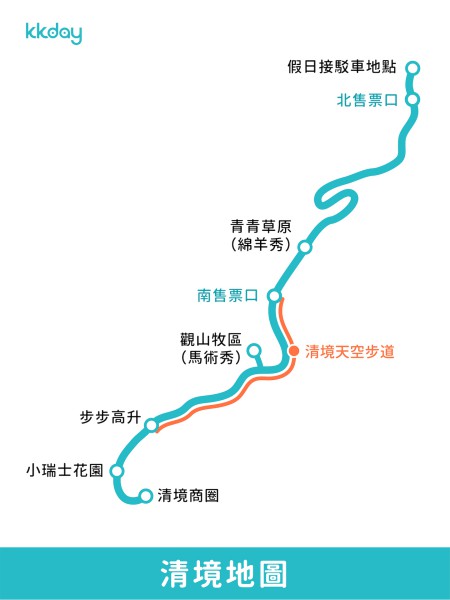 kkday
假日接駁車地點
北售票口
青青草原
（綿羊秀）
南售票口
觀山牧區
（馬術秀）
清境天空步道
步步高升
小瑞士花園
清境商圈
清境地圖